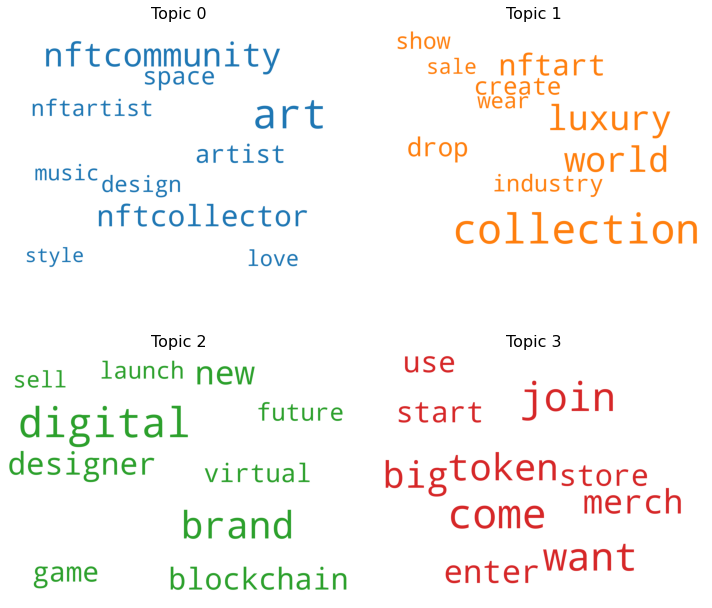 Topic 0
nftcommunity
space
nftartist
art
artist
music
design
nftcollector
style
love
Topic 1
show
sale
nftart
create
wear
luxury
drop
world
industry
collection
Topic 2
sell
launch
new
digital
future
designer
virtual
brand
game
blockchain
Topic 3
use
join
start
big
token
store
merch
come
want
enter